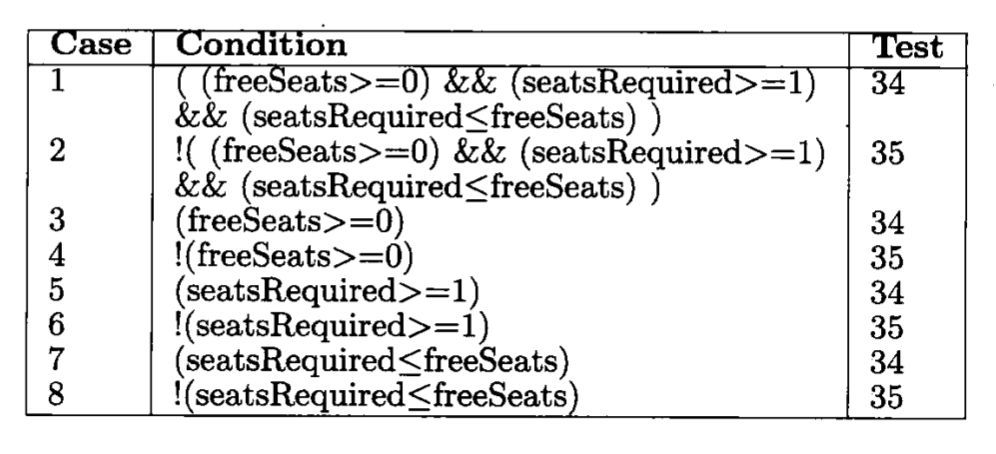 Case Condition Test
1 ( (freeSeats>=0) && (seatsRequired>=1) 34
&& (seatsRequired≤freeSeats) )
2 !( (freeSeats>=0) && (seatsRequired>=1) 35
&& (seatsRequired≤freeSeats) )
3 (freeSeats>=0) 34
4 !(freeSeats>=0) 35
5 (seatsRequired>=1) 34
6 !(seatsRequired>=1) 35
7 (seatsRequired≤freeSeats) 34
8 !(seatsRequired≤freeSeats) 35